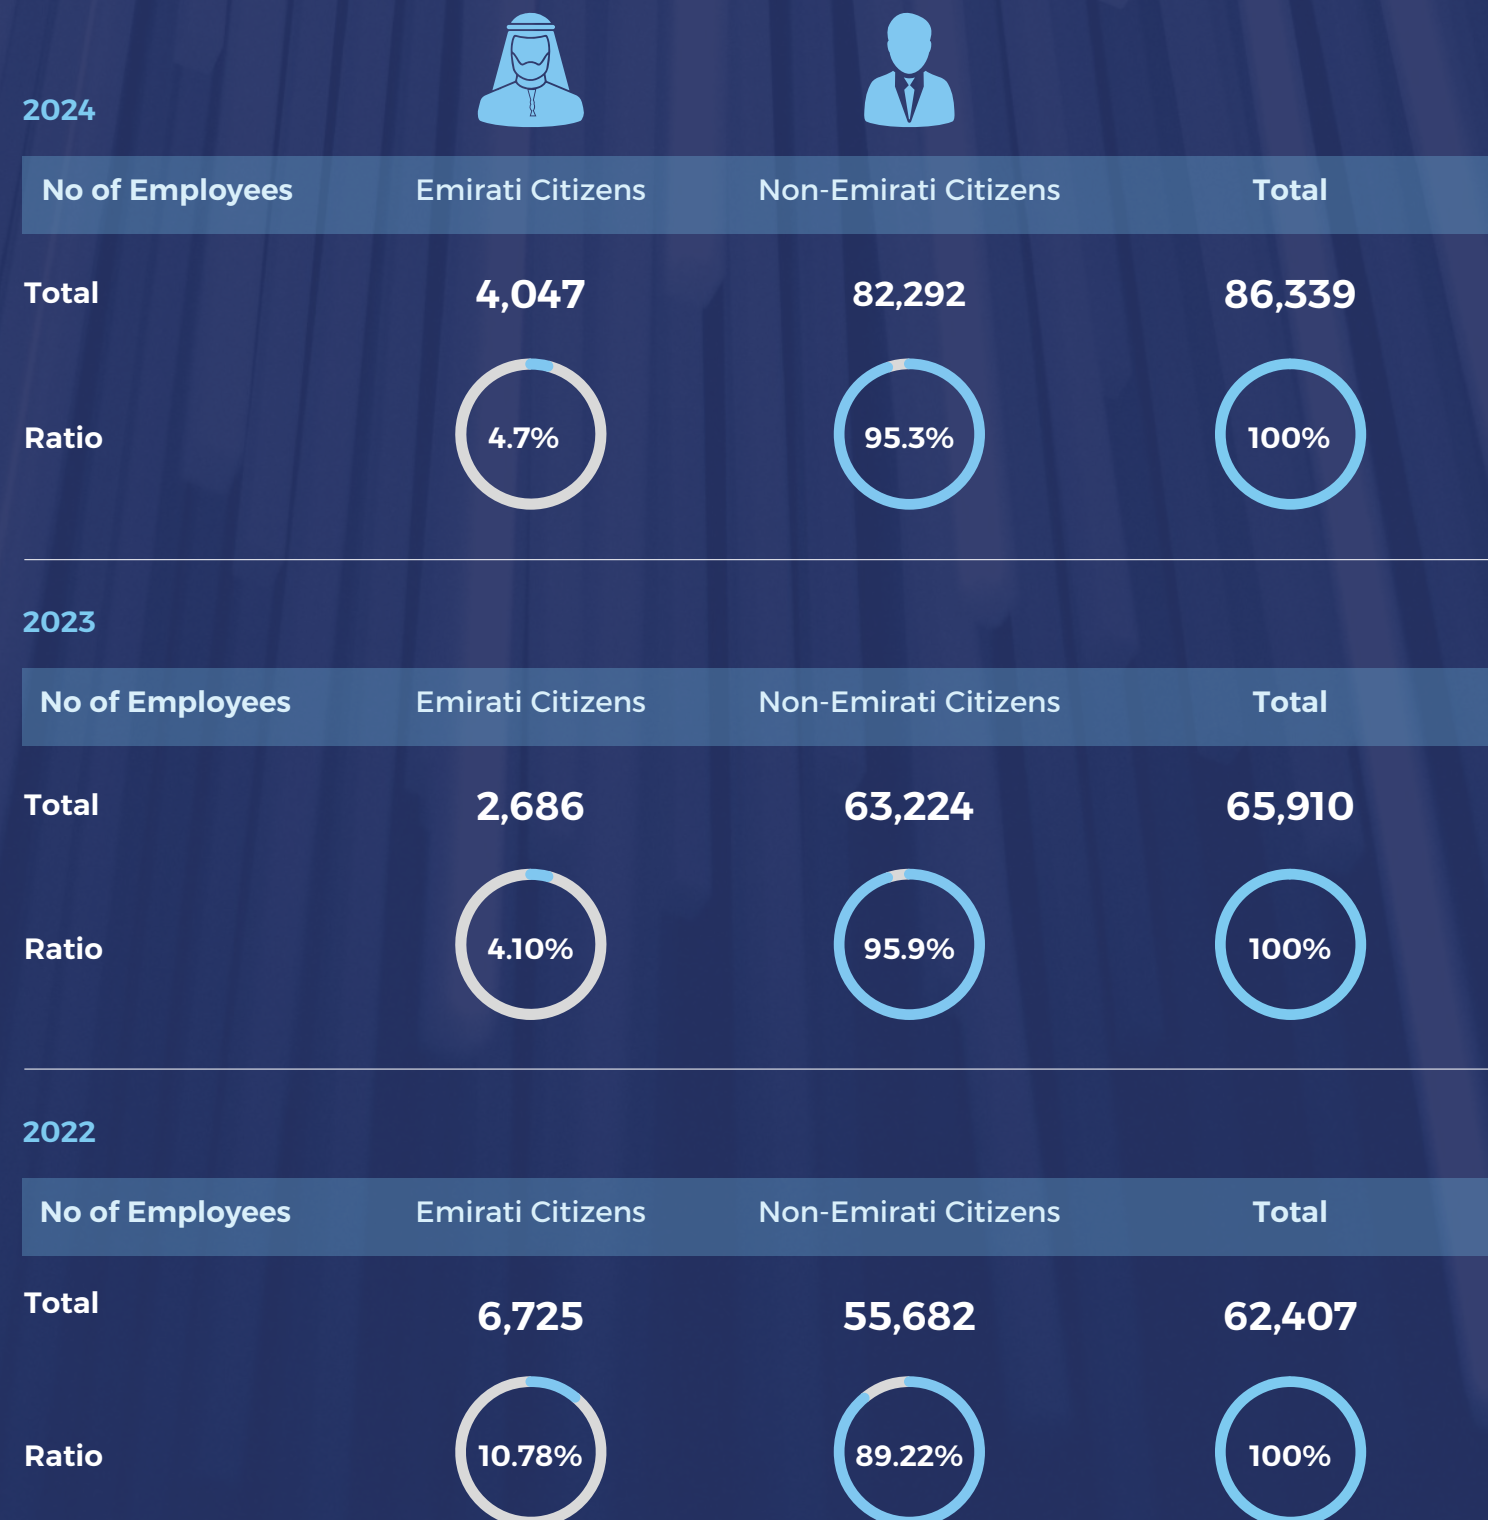 2024
No of Employees Emirati Citizens Non-Emirati Citizens Total
Total 4,047 82,292 86,339
Ratio 4.7% 95.3% 100%
2023
No of Employees Emirati Citizens Non-Emirati Citizens Total
Total 2,686 63,224 65,910
Ratio 4.10% 95.9% 100%
2022
No of Employees Emirati Citizens Non-Emirati Citizens Total
Total 6,725 55,682 62,407
Ratio 10.78% 89.22% 100%